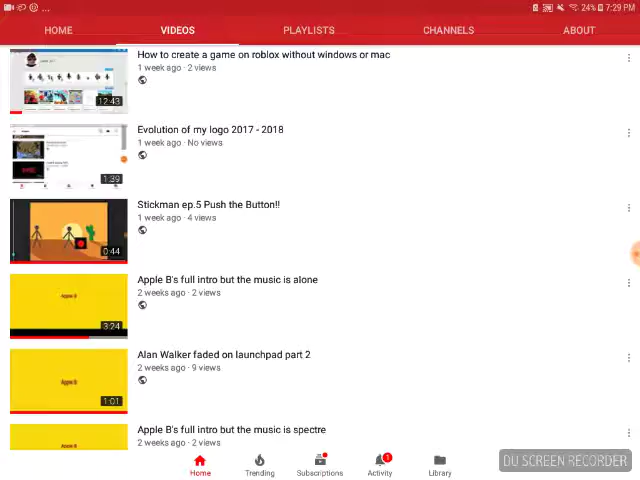 ... 24% 7:29 PM
HOME VIDEOS PLAYLISTS CHANNELS ABOUT
How to create a game on roblox without windows or mac
1 week ago · 2 views
12:43
Evolution of my logo 2017 - 2018
1 week ago · No views
1:39
Stickman ep.5 Push the Button!!
1 week ago · 4 views
0:44
Apple B's full intro but the music is alone
2 weeks ago · 2 views
Apple B
3:24
Alan Walker faded on launchpad part 2
2 weeks ago · 9 views
Apple B
1:01
Apple B's full intro but the music is spectre
2 weeks ago · 2 views
Apple B
1
Home Trending Subscriptions Activity Library
DU SCREEN RECORDER